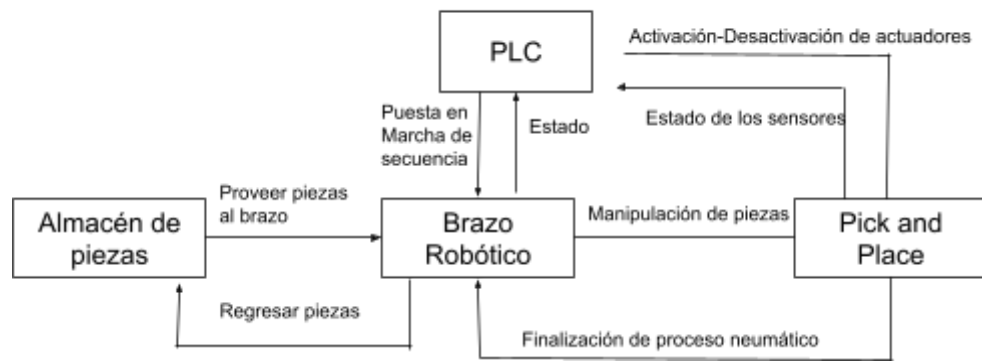 Activación-Desactivación de actuadores
PLC
Puesta en
Marcha de
secuencia
Estado
Estado de los sensores
Proveer piezas
al brazo
Almacén de
piezas
Brazo
Robótico
Manipulación de piezas
Pick and
Place
Regresar piezas
Finalización de proceso neumático